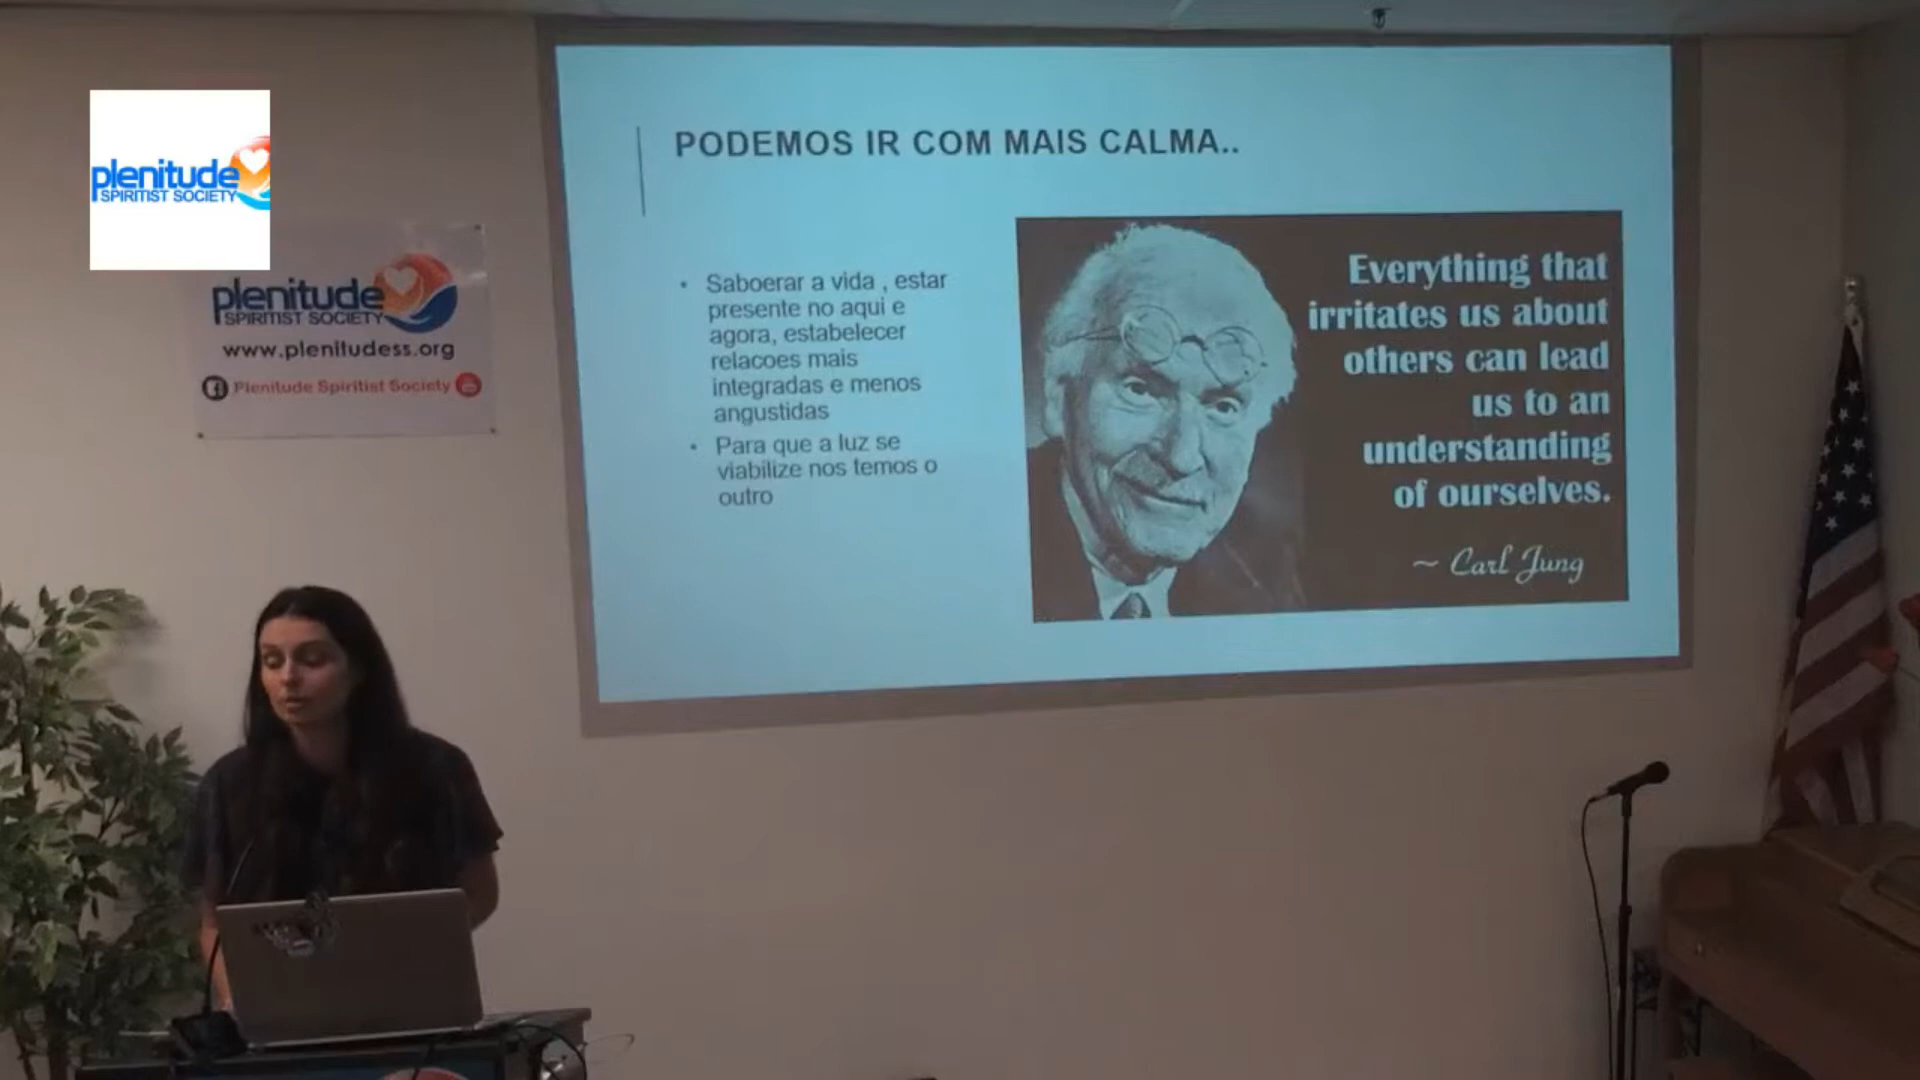 plenitude
SPIRITIST SOCIETY
plenitude
SPIRITIST SOCIETY
www.plenitudess.org
Plenitude Spiritist Society
PODEMOS IR COM MAIS CALMA..
• Saboerar a vida , estar
presente no aqui e
agora, estabelecer
relacoes mais
integradas e menos
angustidas
• Para que a luz se
viabilize nos temos o
outro
Everything that
irritates us about
others can lead
us to an
understanding
of ourselves.
~ Carl Jung